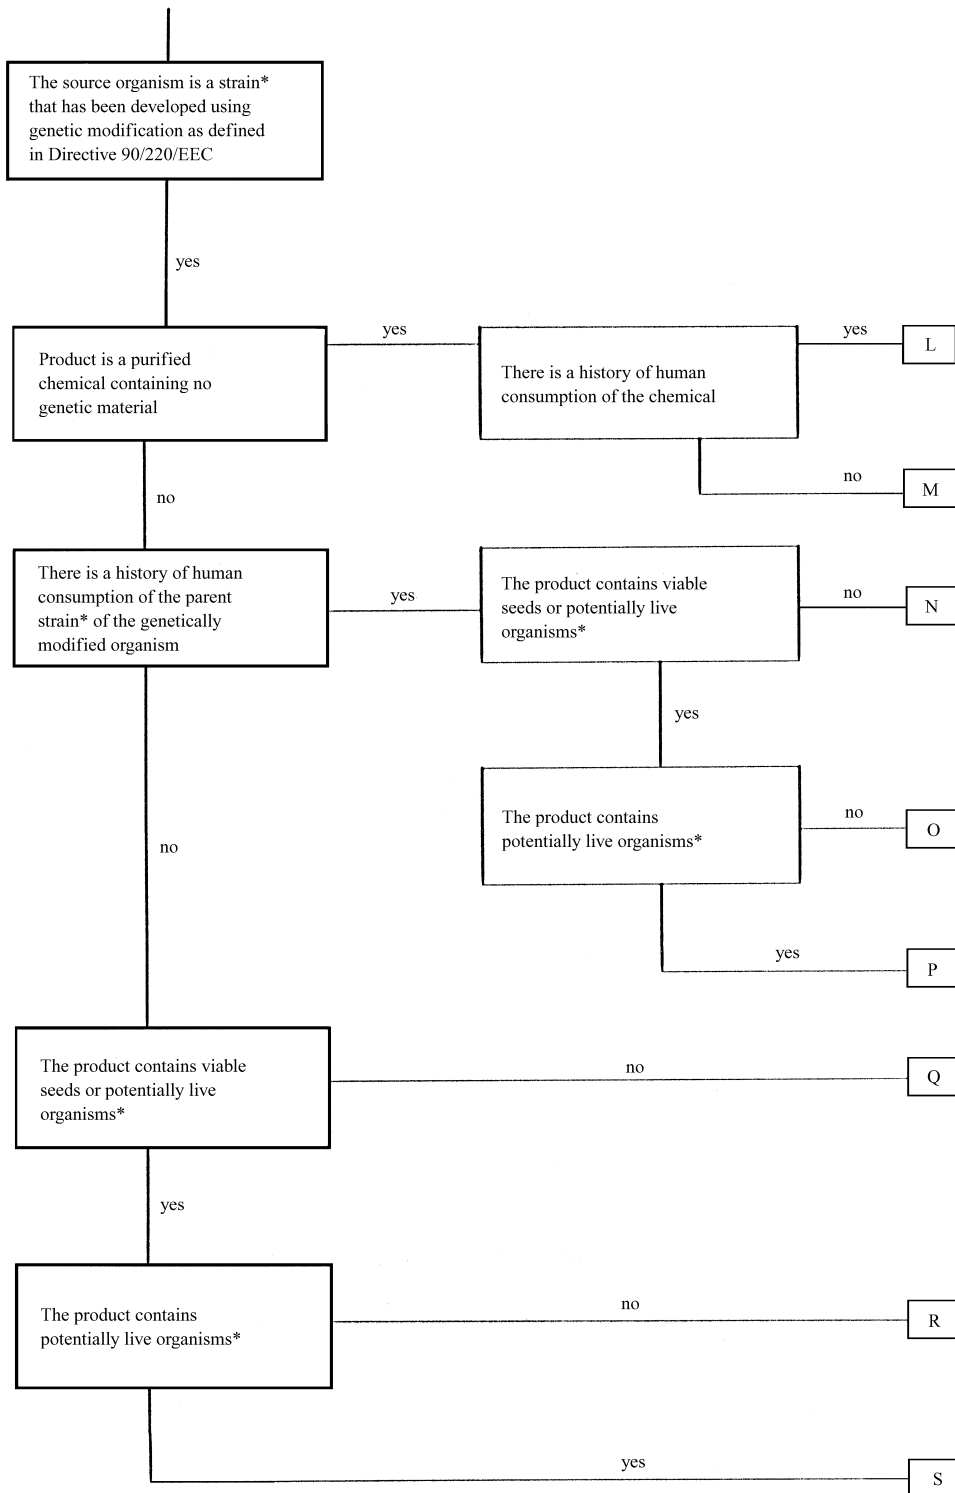 The source organism is a strain*
that has been developed using
genetic modification as defined
in Directive 90/220/EEC
yes
Product is a purified
chemical containing no
genetic material
yes
There is a history of human
consumption of the chemical
yes
L
no
M
no
There is a history of human
consumption of the parent
strain* of the genetically
modified organism
yes
The product contains viable
seeds or potentially live
organisms*
no
N
yes
The product contains
potentially live organisms*
no
O
yes
P
no
The product contains viable
seeds or potentially live
organisms*
no
Q
yes
The product contains
potentially live organisms*
no
R
yes
S